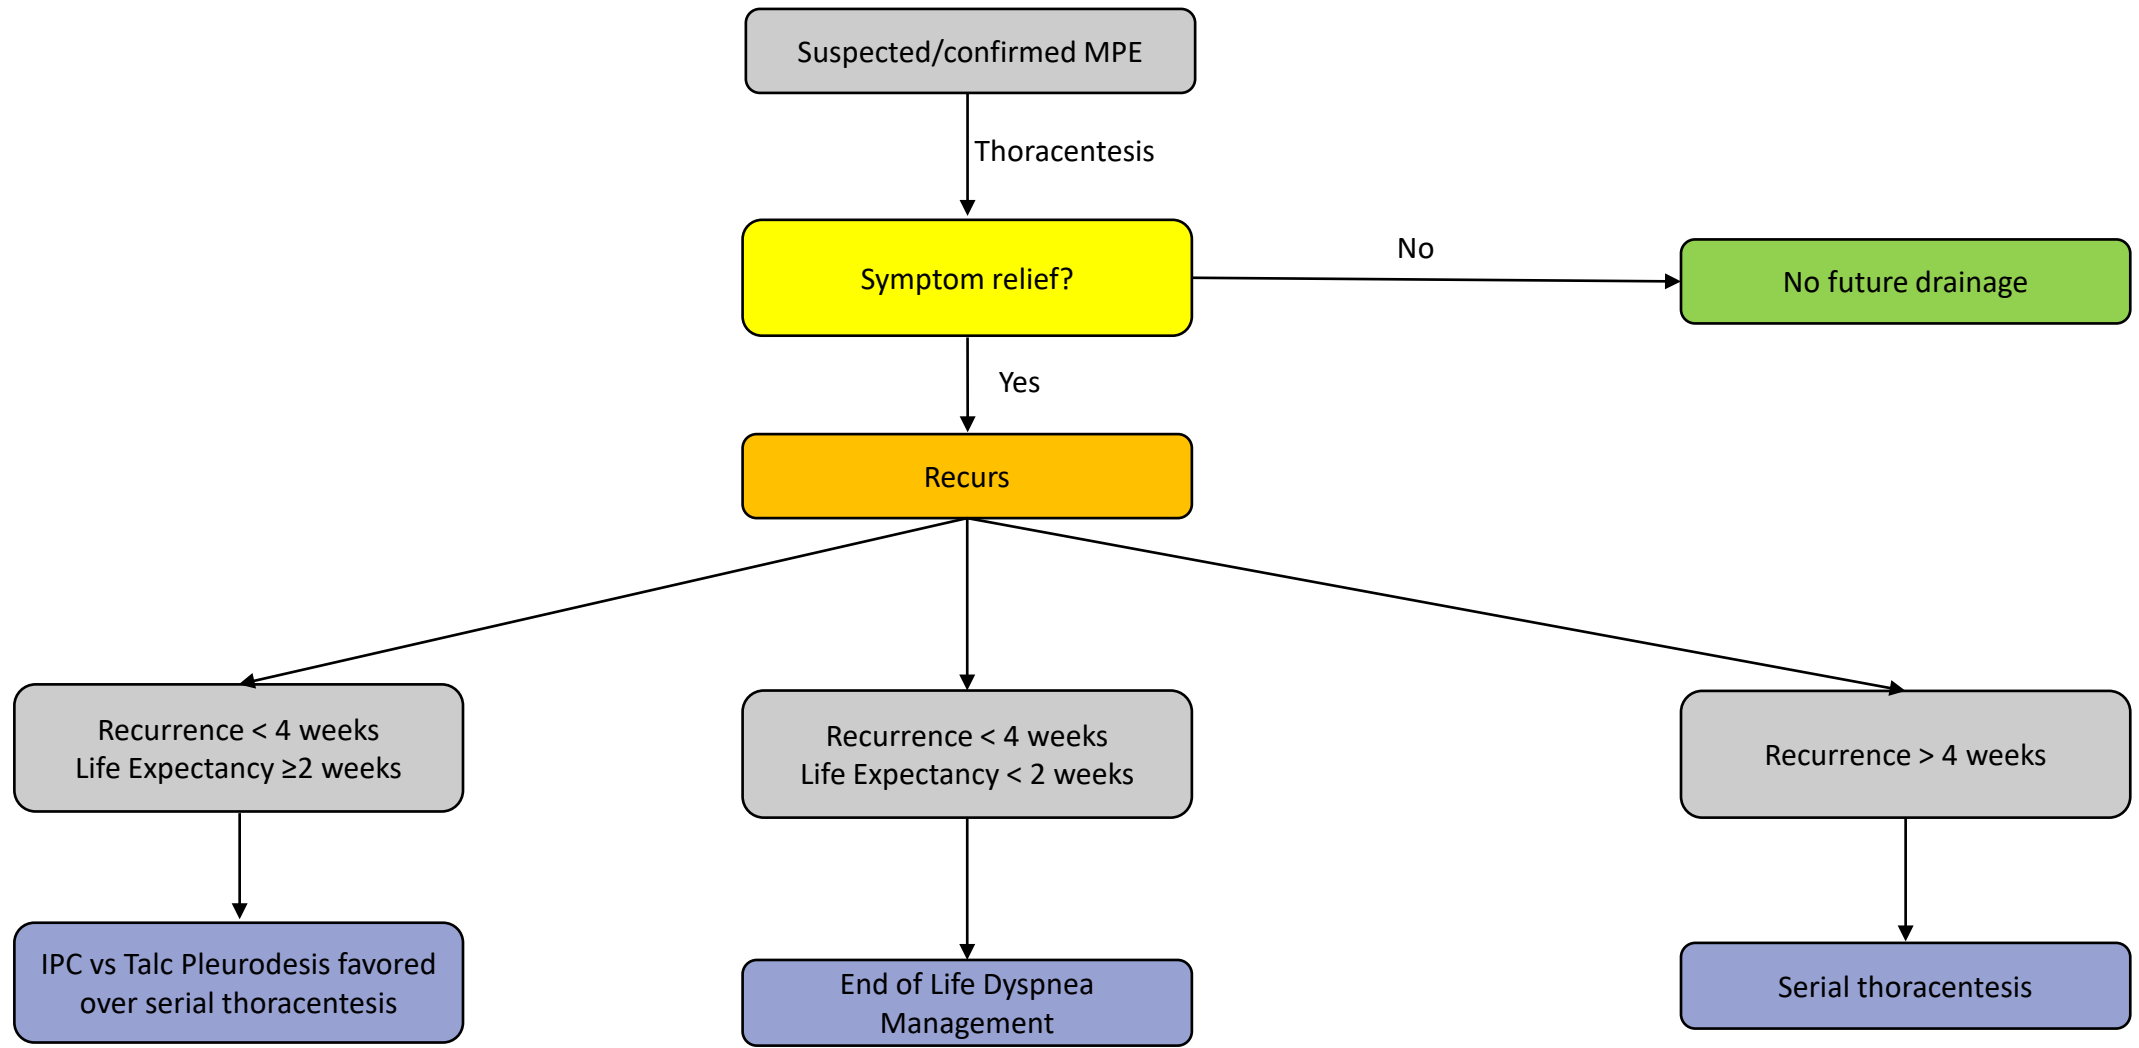 Suspected/confirmed MPE
Thoracentesis
Symptom relief?
No
No future drainage
Yes
Recurs
Recurrence < 4 weeks
Life Expectancy ≥2 weeks
Recurrence < 4 weeks
Life Expectancy < 2 weeks
Recurrence > 4 weeks
IPC vs Talc Pleurodesis favored
over serial thoracentesis
End of Life Dyspnea
Management
Serial thoracentesis